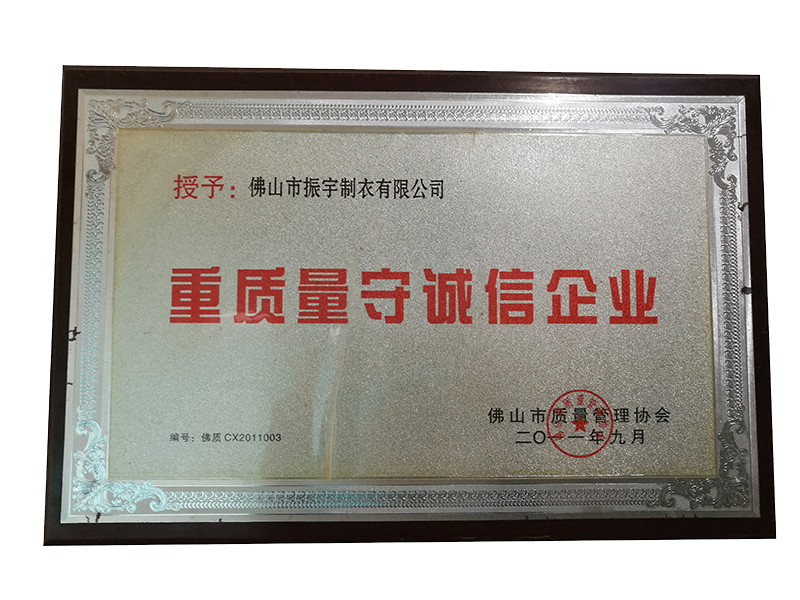 授予：佛山市振宇制衣有限公司
重质量守诚信企业
佛山市质量管理协会
编号：佛质 CX2011003
二〇一一年九月